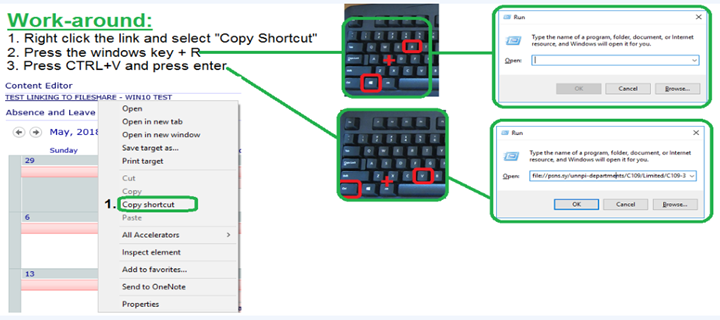 Work-around:
1. Right click the link and select "Copy Shortcut"
2. Press the windows key + R
3. Press CTRL+V and press enter
Content Editor
TEST LINKING TO FILESHARE - WIN10 TEST
Absence and Leave
May, 2018
Sunday
29
6
13
Open
Open in new tab
Open in new window
Save target as...
Print target
Cut
Copy
1. Copy shortcut
Paste
All Accelerators
Inspect element
Add to favorites...
Send to OneNote
Properties
Run
Type the name of a program, folder, document, or Internet
resource, and Windows will open it for you.
Open:
OK Cancel Browse...
Run
Type the name of a program, folder, document, or Internet
resource, and Windows will open it for you.
Open: file://psns.sy/unnpi-departments/C109/Limited/C109-3
OK Cancel Browse...